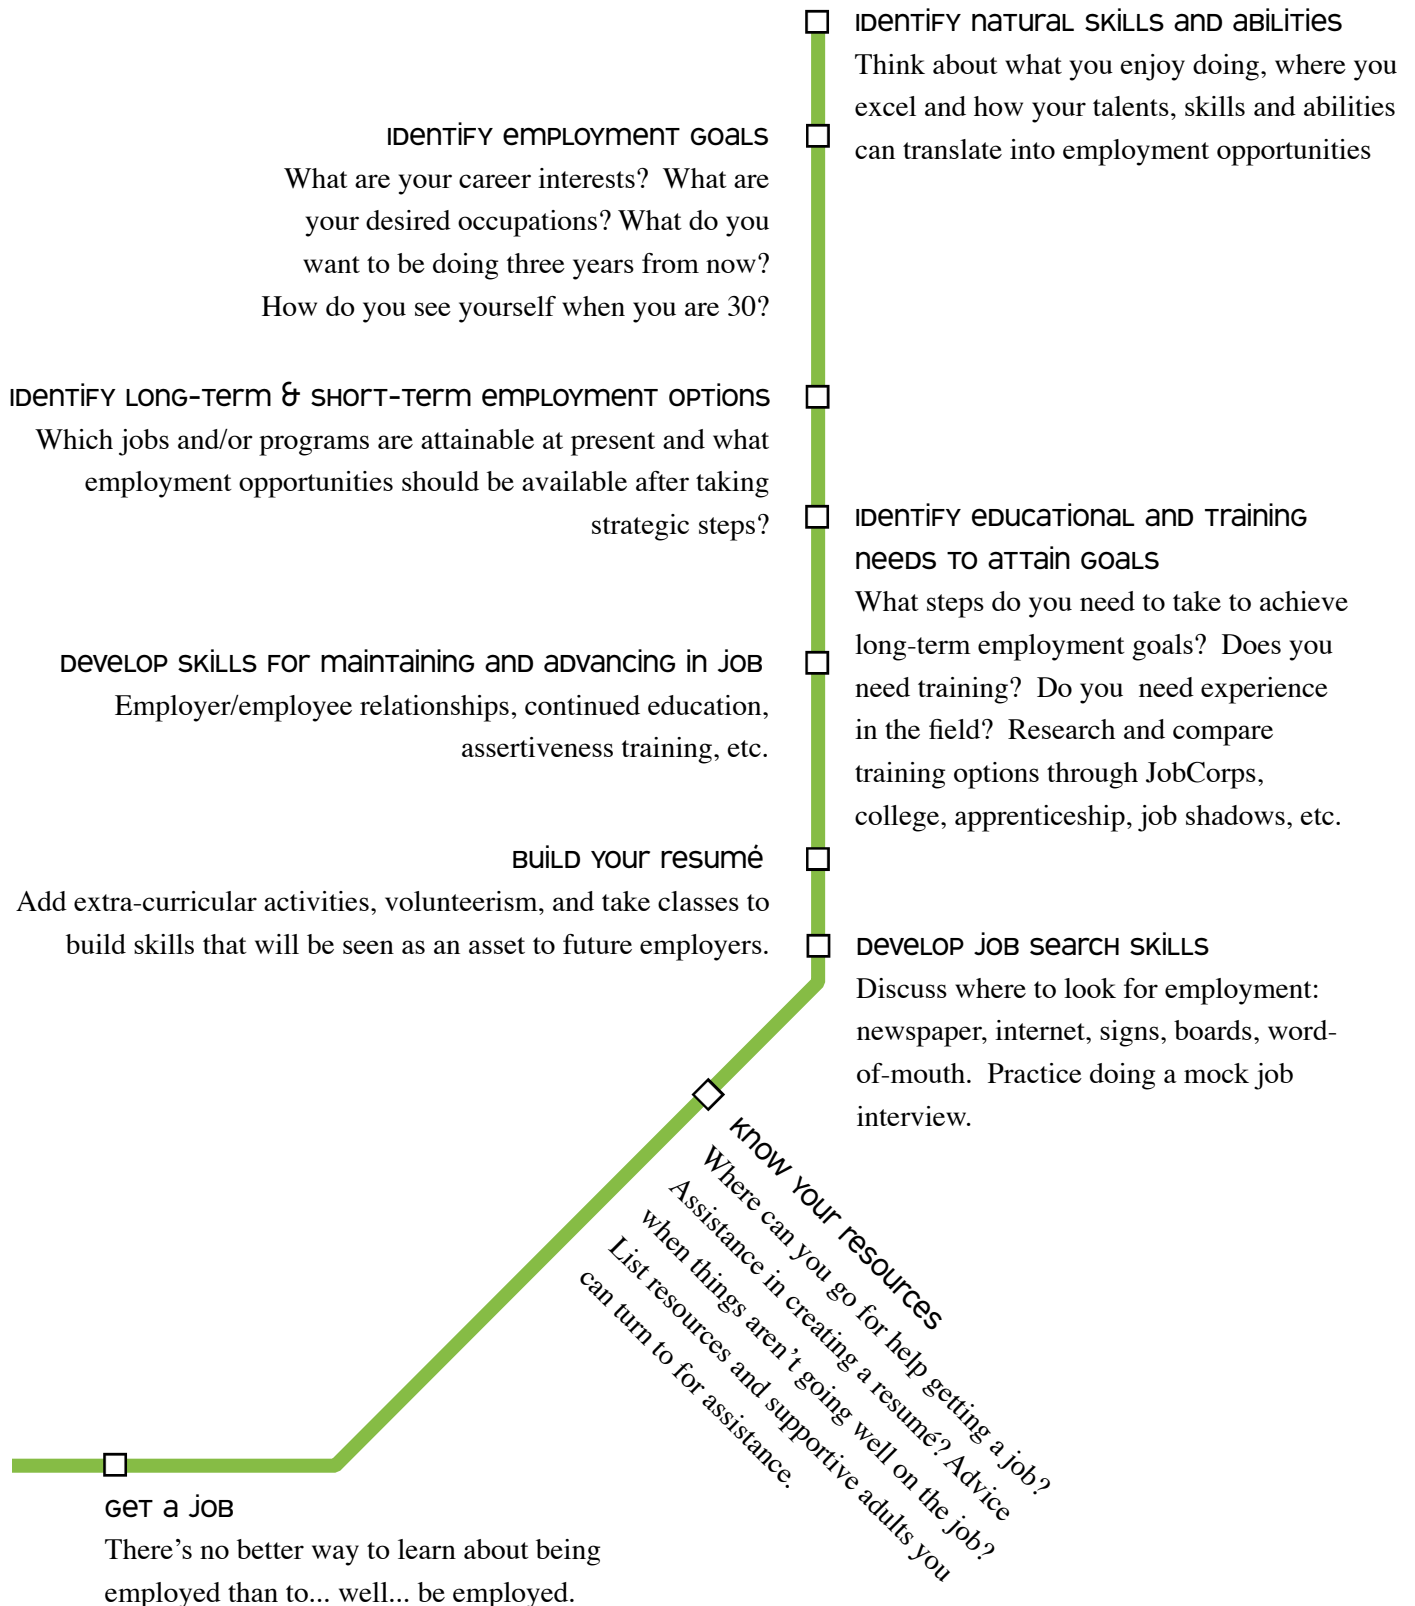 Identify natural skills and abilities
Think about what you enjoy doing, where you
excel and how your talents, skills and abilities
can translate into employment opportunities
Identify employment goals
What are your career interests?  What are
your desired occupations? What do you
want to be doing three years from now?
How do you see yourself when you are 30?
Identify long-term & short-term employment options
Which jobs and/or programs are attainable at present and what
employment opportunities should be available after taking
strategic steps?
Identify educational and training
needs to attain goals
What steps do you need to take to achieve
long-term employment goals?  Does you
need training?  Do you  need experience
in the field?  Research and compare
training options through JobCorps,
college, apprenticeship, job shadows, etc.
Develop skills for maintaining and advancing in job
Employer/employee relationships, continued education,
assertiveness training, etc.
Build your resumé
Add extra-curricular activities, volunteerism, and take classes to
build skills that will be seen as an asset to future employers.
Develop job search skills
Discuss where to look for employment:
newspaper, internet, signs, boards, word-
of-mouth.  Practice doing a mock job
interview.
Know your resources
Where can you go for help getting a job?
Assistance in creating a resumé? Advice
when things aren't going well on the job?
List resources and supportive adults you
can turn to for assistance.
Get a job
There's no better way to learn about being
employed than to... well... be employed.